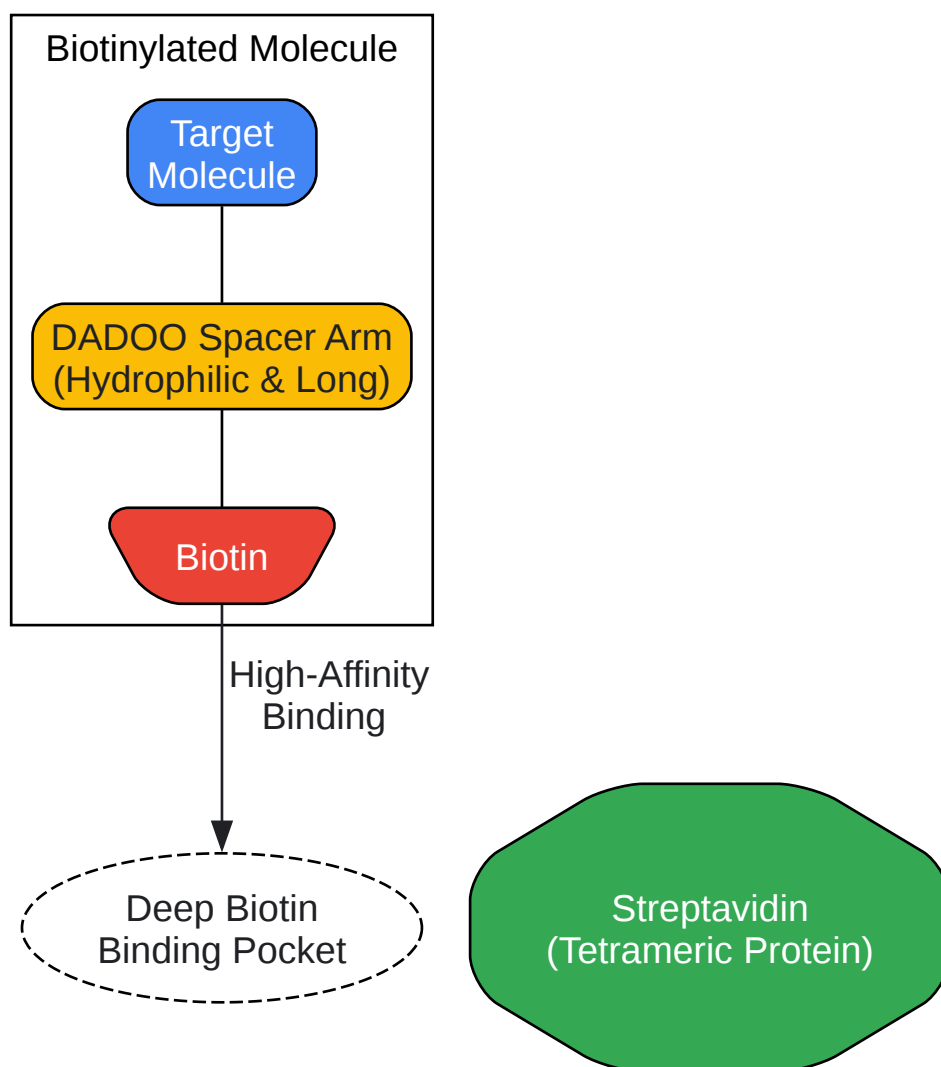 Biotinylated Molecule
Target
Molecule
DADOO Spacer Arm
(Hydrophilic & Long)
Biotin
High-Affinity
Binding
Deep Biotin
Binding Pocket
Streptavidin
(Tetrameric Protein)